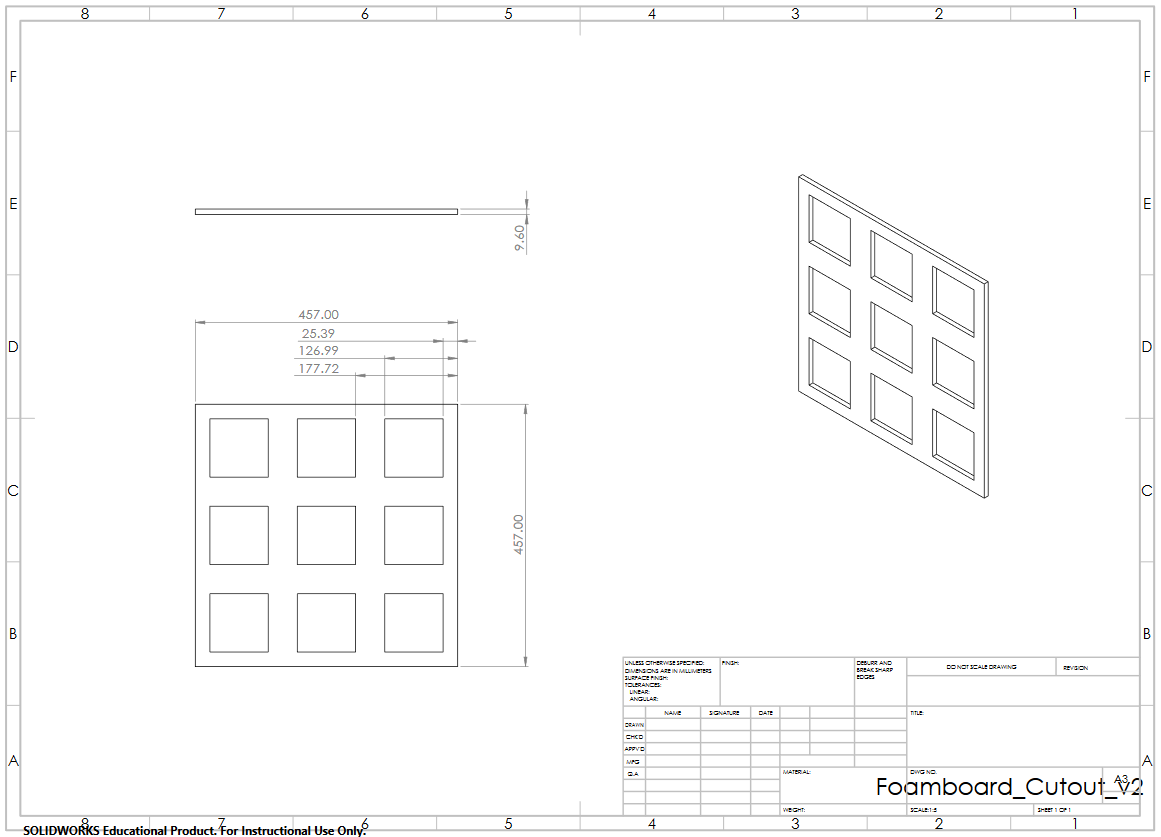 8 7 6 5 4 3 2 1
F F
E E
D D
C C
B B
A A
9.60
457.00
25.39
126.99
177.72
457.00
UNLESS OTHERWISE SPECIFIED:
DIMENSIONS ARE IN MILLIMETERS
SURFACE FINISH:
TOLERANCES:
LINEAR:
ANGULAR:
FINISH:
DEBURR AND
BREAK SHARP
EDGES
DO NOT SCALE DRAWING
REVISION
NAME SIGNATURE DATE
TITLE:
DRAWN
CHK'D
APPV'D
MFG
Q.A
MATERIAL:
DWG NO.
A3
Foamboard_Cutout_v2
WEIGHT:
SCALE:1:5
SHEET 1 OF 1
8 7 6 5 4 3 2 1
SOLIDWORKS Educational Product. For Instructional Use Only.